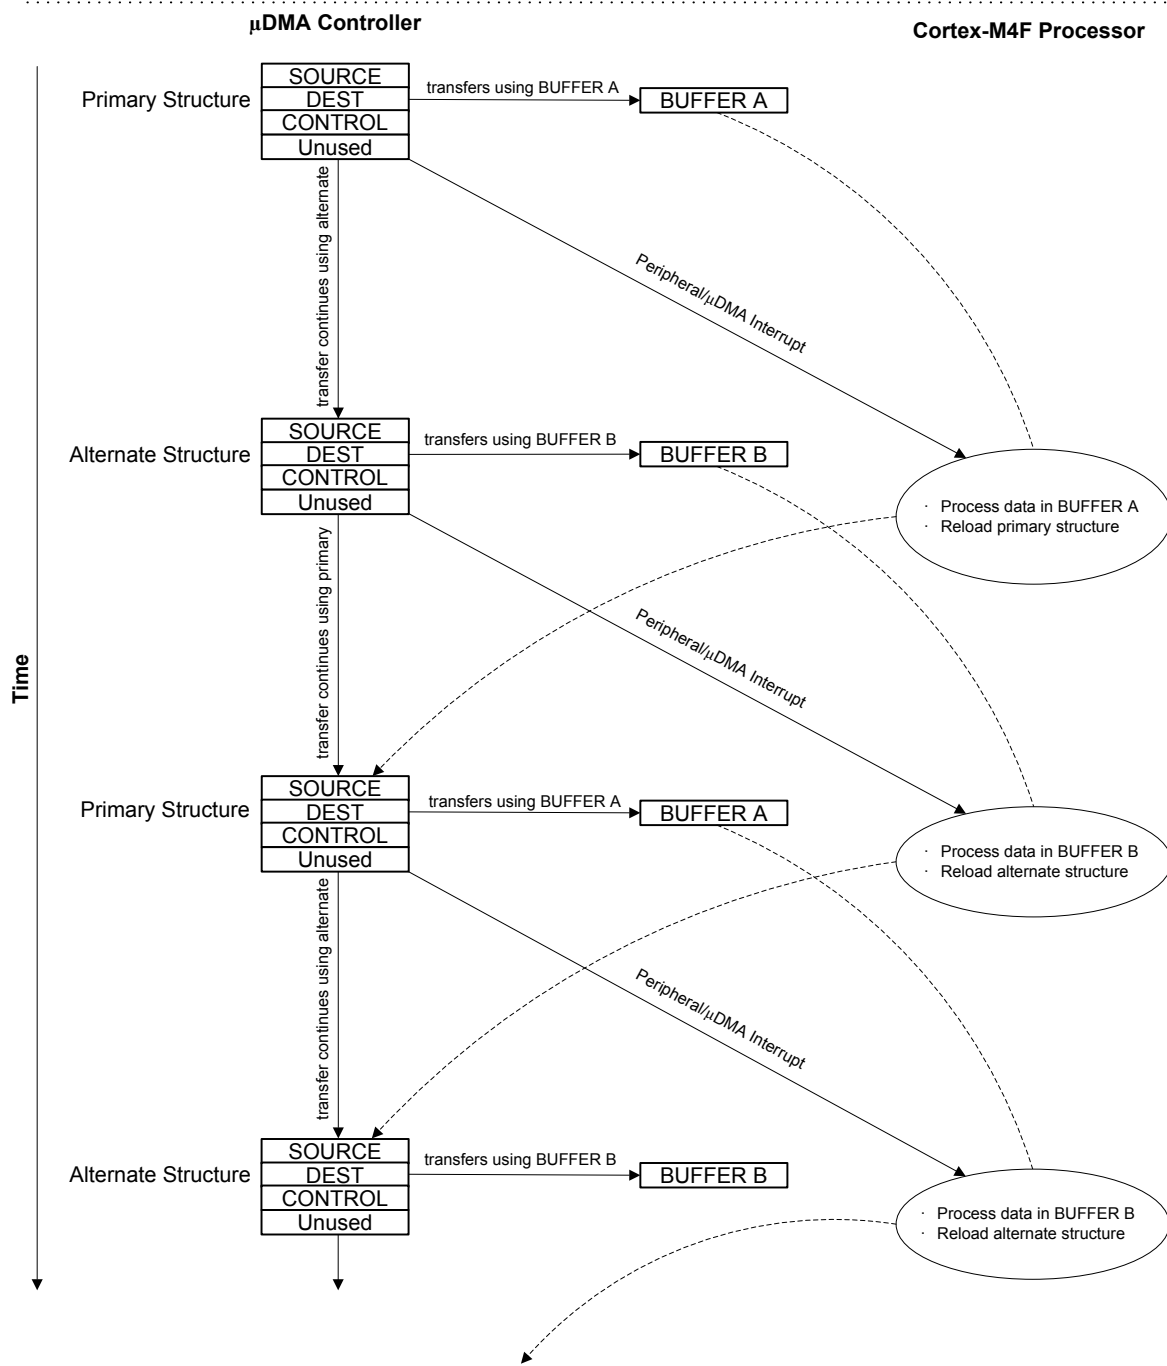 µDMA Controller
Cortex-M4F Processor
Primary Structure
SOURCE
DEST
CONTROL
Unused
transfers using BUFFER A
BUFFER A
transfer continues using alternate
Peripheral/µDMA Interrupt
Alternate Structure
SOURCE
DEST
CONTROL
Unused
transfers using BUFFER B
BUFFER B
· Process data in BUFFER A
· Reload primary structure
transfer continues using primary
Peripheral/µDMA Interrupt
Time
Primary Structure
SOURCE
DEST
CONTROL
Unused
transfers using BUFFER A
BUFFER A
· Process data in BUFFER B
· Reload alternate structure
transfer continues using alternate
Peripheral/µDMA Interrupt
Alternate Structure
SOURCE
DEST
CONTROL
Unused
transfers using BUFFER B
BUFFER B
· Process data in BUFFER B
· Reload alternate structure